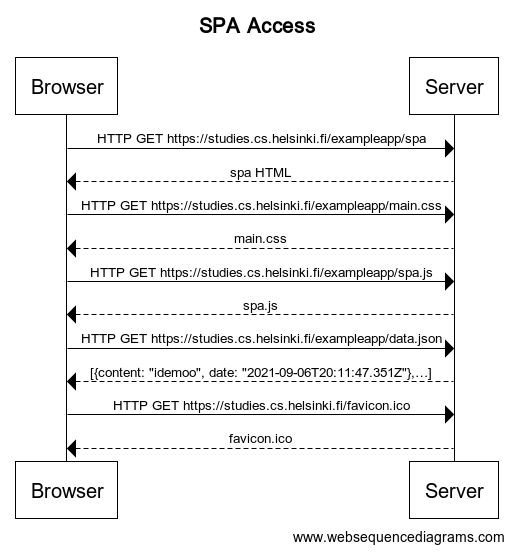 SPA Access
Browser
Server
HTTP GET https://studies.cs.helsinki.fi/exampleapp/spa
spa HTML
HTTP GET https://studies.cs.helsinki.fi/exampleapp/main.css
main.css
HTTP GET https://studies.cs.helsinki.fi/exampleapp/spa.js
spa.js
HTTP GET https://studies.cs.helsinki.fi/exampleapp/data.json
[{content: "idemoo", date: "2021-09-06T20:11:47.351Z"},…]
HTTP GET https://studies.cs.helsinki.fi/favicon.ico
favicon.ico
Browser
Server
www.websequencediagrams.com